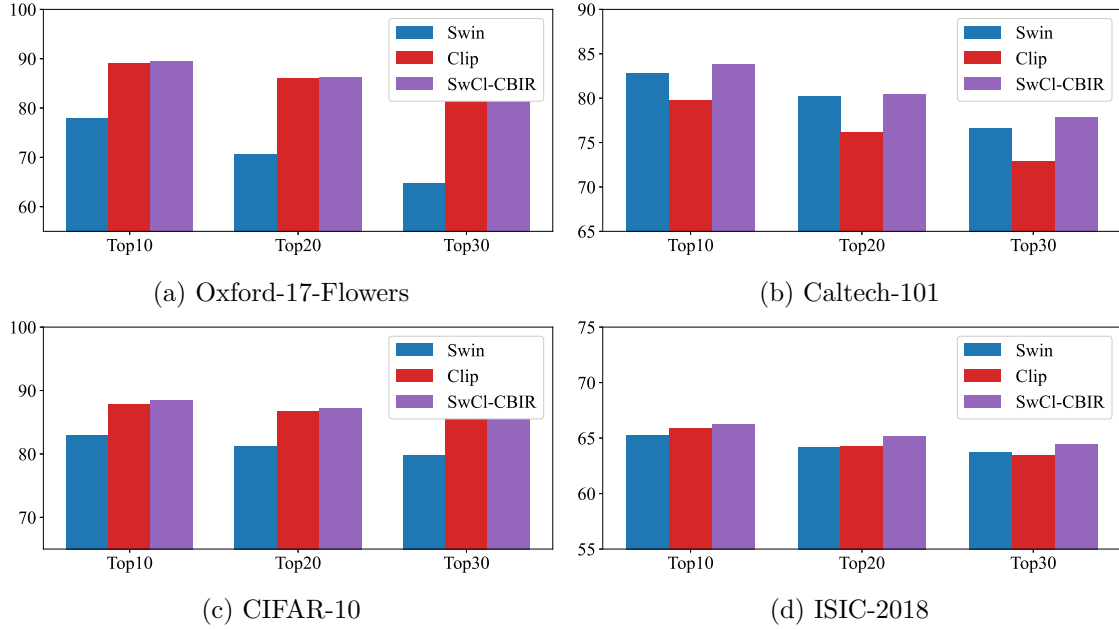 100
90
80
70
60
Swin
Clip
SwCl-CBIR
Top10 Top20 Top30
(a) Oxford-17-Flowers
90
85
80
75
70
65
Swin
Clip
SwCl-CBIR
Top10 Top20 Top30
(b) Caltech-101
100
90
80
70
Swin
Clip
SwCl-CBIR
Top10 Top20 Top30
(c) CIFAR-10
75
70
65
60
55
Swin
Clip
SwCl-CBIR
Top10 Top20 Top30
(d) ISIC-2018